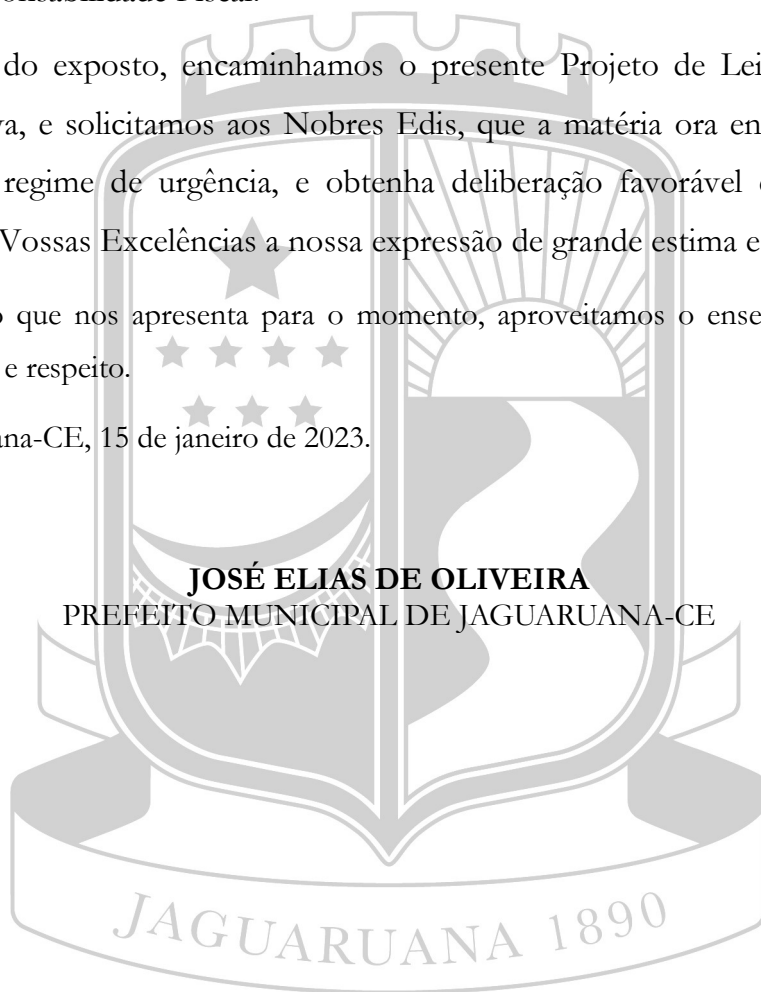 do exposto, encaminhamos o presente Projeto de Lei
va, e solicitamos aos Nobres Edis, que a matéria ora en
regime de urgência, e obtenha deliberação favorável
Vossas Excelências a nossa expressão de grande estima e
o que nos apresenta para o momento, aproveitamos o ense
e respeito.
ana-CE, 15 de janeiro de 2023.
JOSÉ ELIAS DE OLIVEIRA
PREFEITO MUNICIPAL DE JAGUARUANA-CE
JAGUARUANA 1890